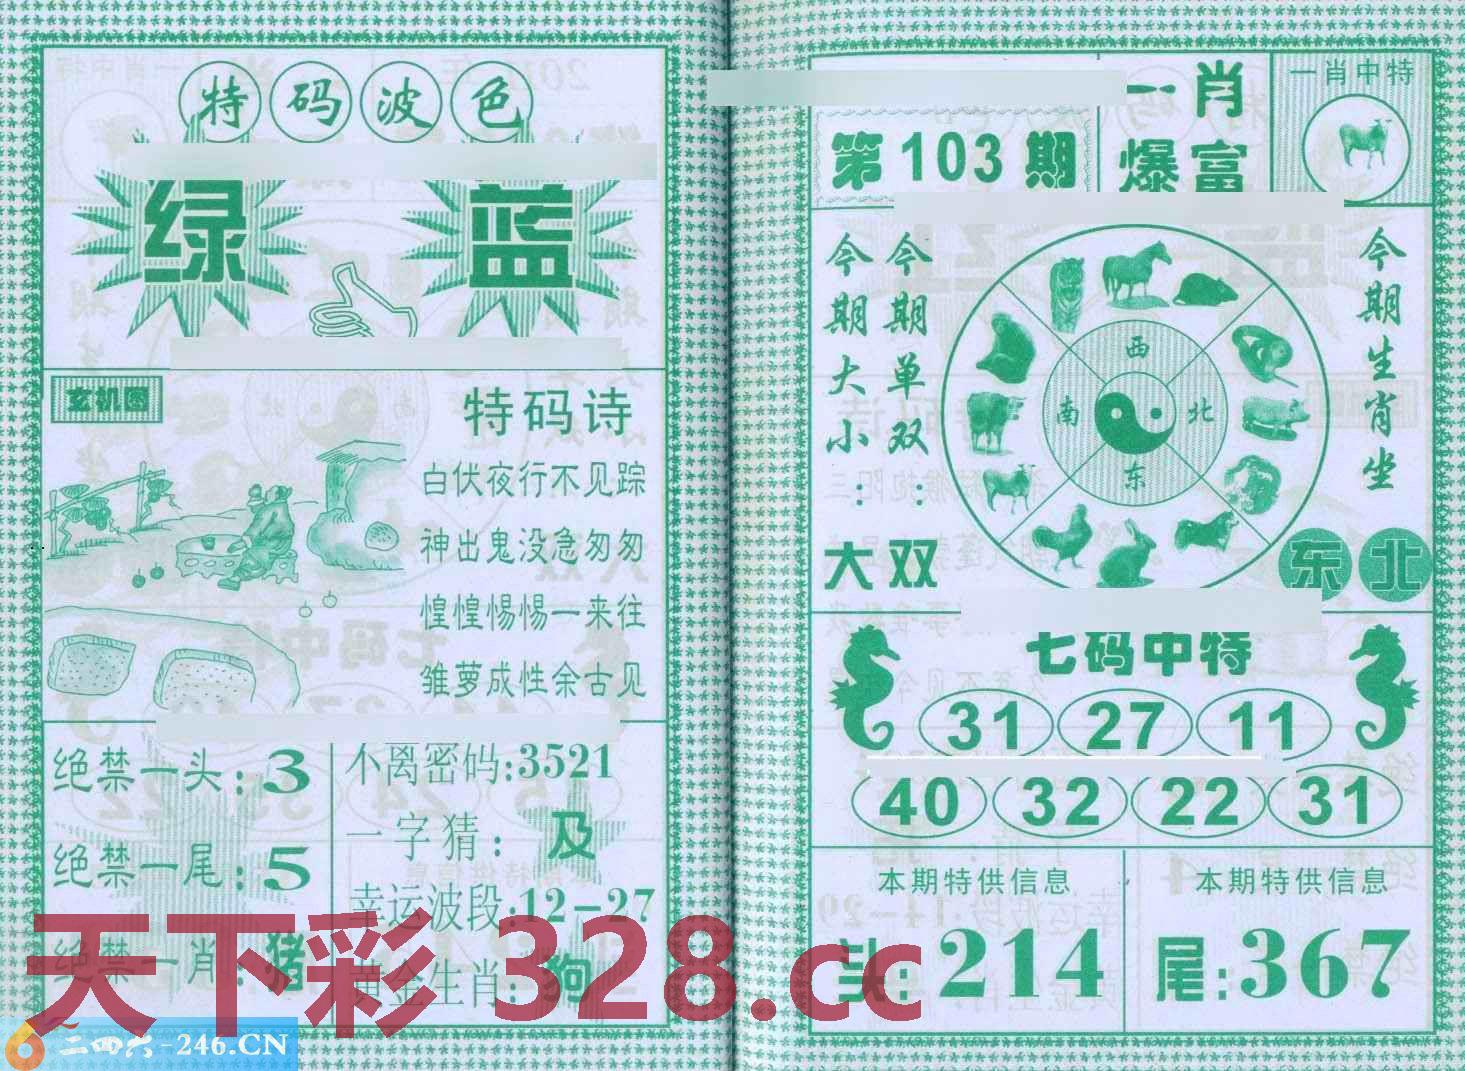 特码波色
绿 蓝
玄机图
特码诗
白伏夜行不见踪
神出鬼没急匆匆
惶惶惕惕一来往
雏萝成性余古见
绝禁一头:3
绝禁一尾:5
绝禁一肖:猪
不离密码:3521
一字猜:及
幸运波段:12-27
黄金生肖:狗
第103期
一肖
爆富
一肖中特
今期大小:大
今期单双:双
西
南 北
东
今期生肖坐
东北
七码中特
31 27 11
40 32 22 31
本期特供信息
头:214
本期特供信息
尾:367
天下彩 328.cc
二四六-246.CN